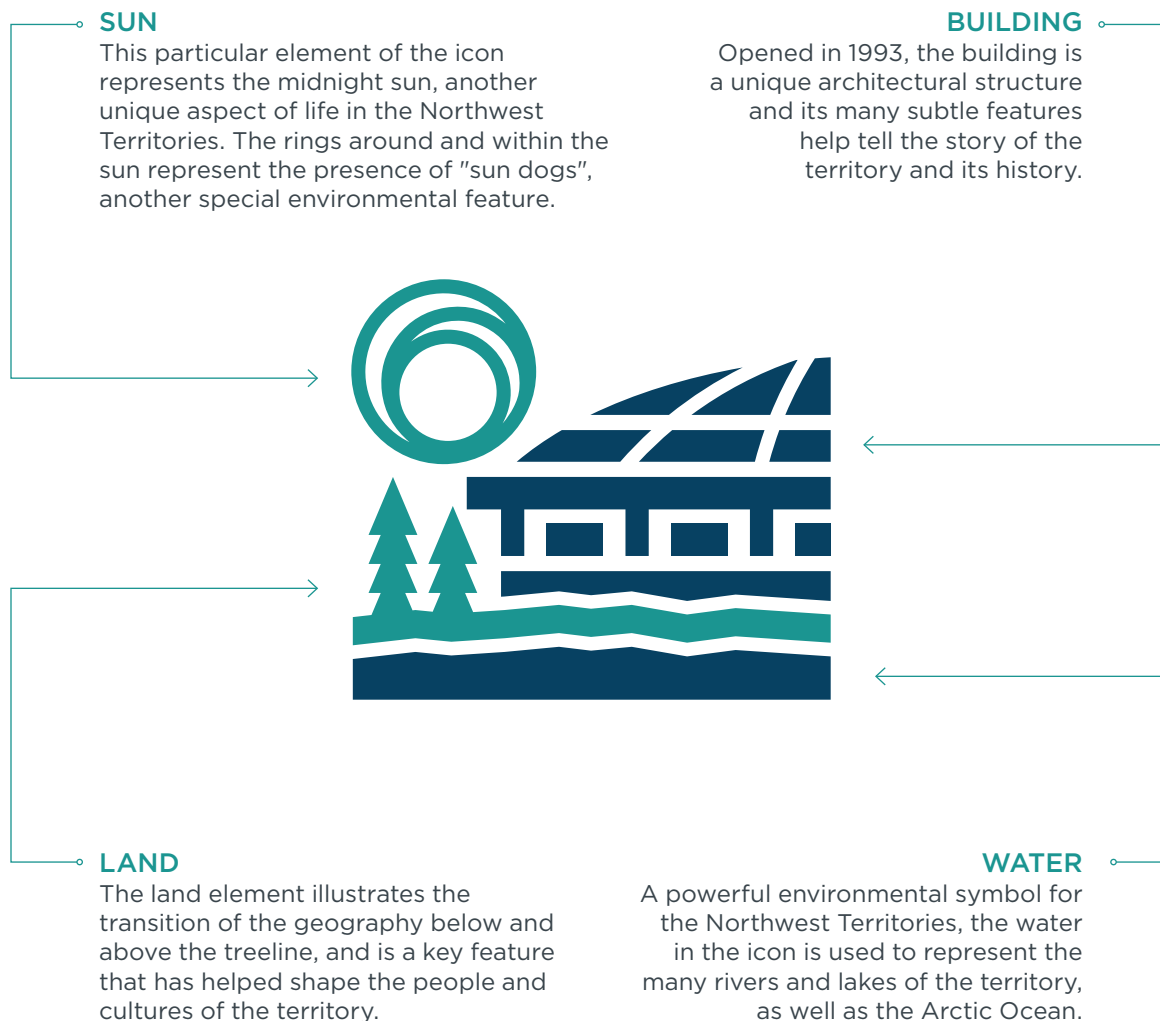 SUN
This particular element of the icon
represents the midnight sun, another
unique aspect of life in the Northwest
Territories. The rings around and within the
sun represent the presence of "sun dogs",
another special environmental feature.
BUILDING
Opened in 1993, the building is
a unique architectural structure
and its many subtle features
help tell the story of the
territory and its history.
LAND
The land element illustrates the
transition of the geography below and
above the treeline, and is a key feature
that has helped shape the people and
cultures of the territory.
WATER
A powerful environmental symbol for
the Northwest Territories, the water
in the icon is used to represent the
many rivers and lakes of the territory,
as well as the Arctic Ocean.